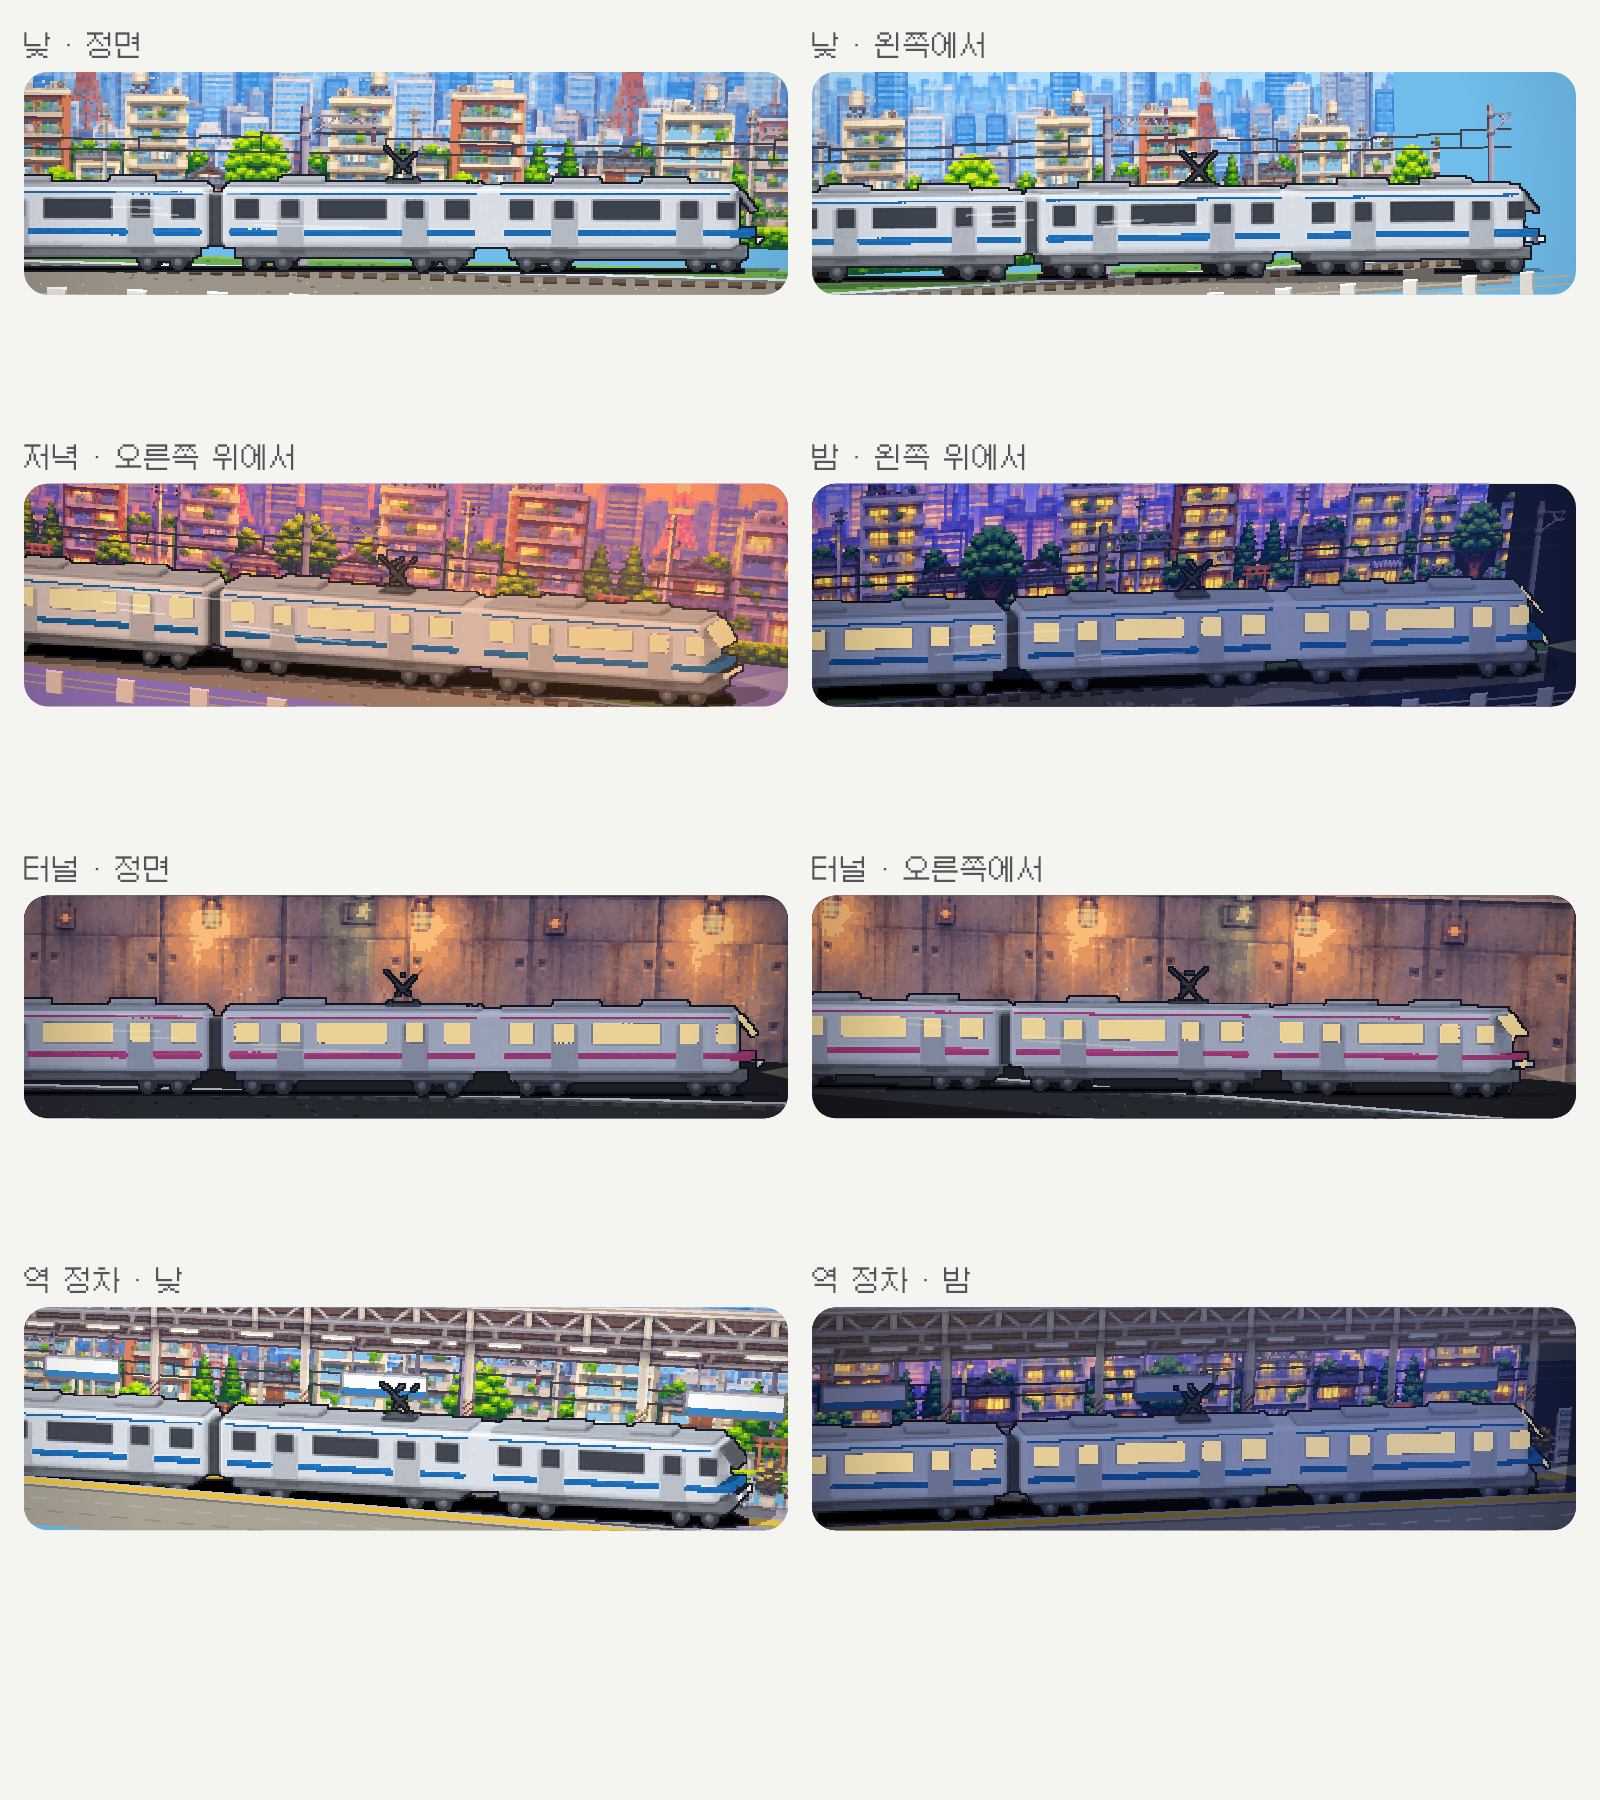 낮 · 정면
낮 · 왼쪽에서
저녁 · 오른쪽 위에서
밤 · 왼쪽 위에서
터널 · 정면
터널 · 오른쪽에서
역 정차 · 낮
역 정차 · 밤